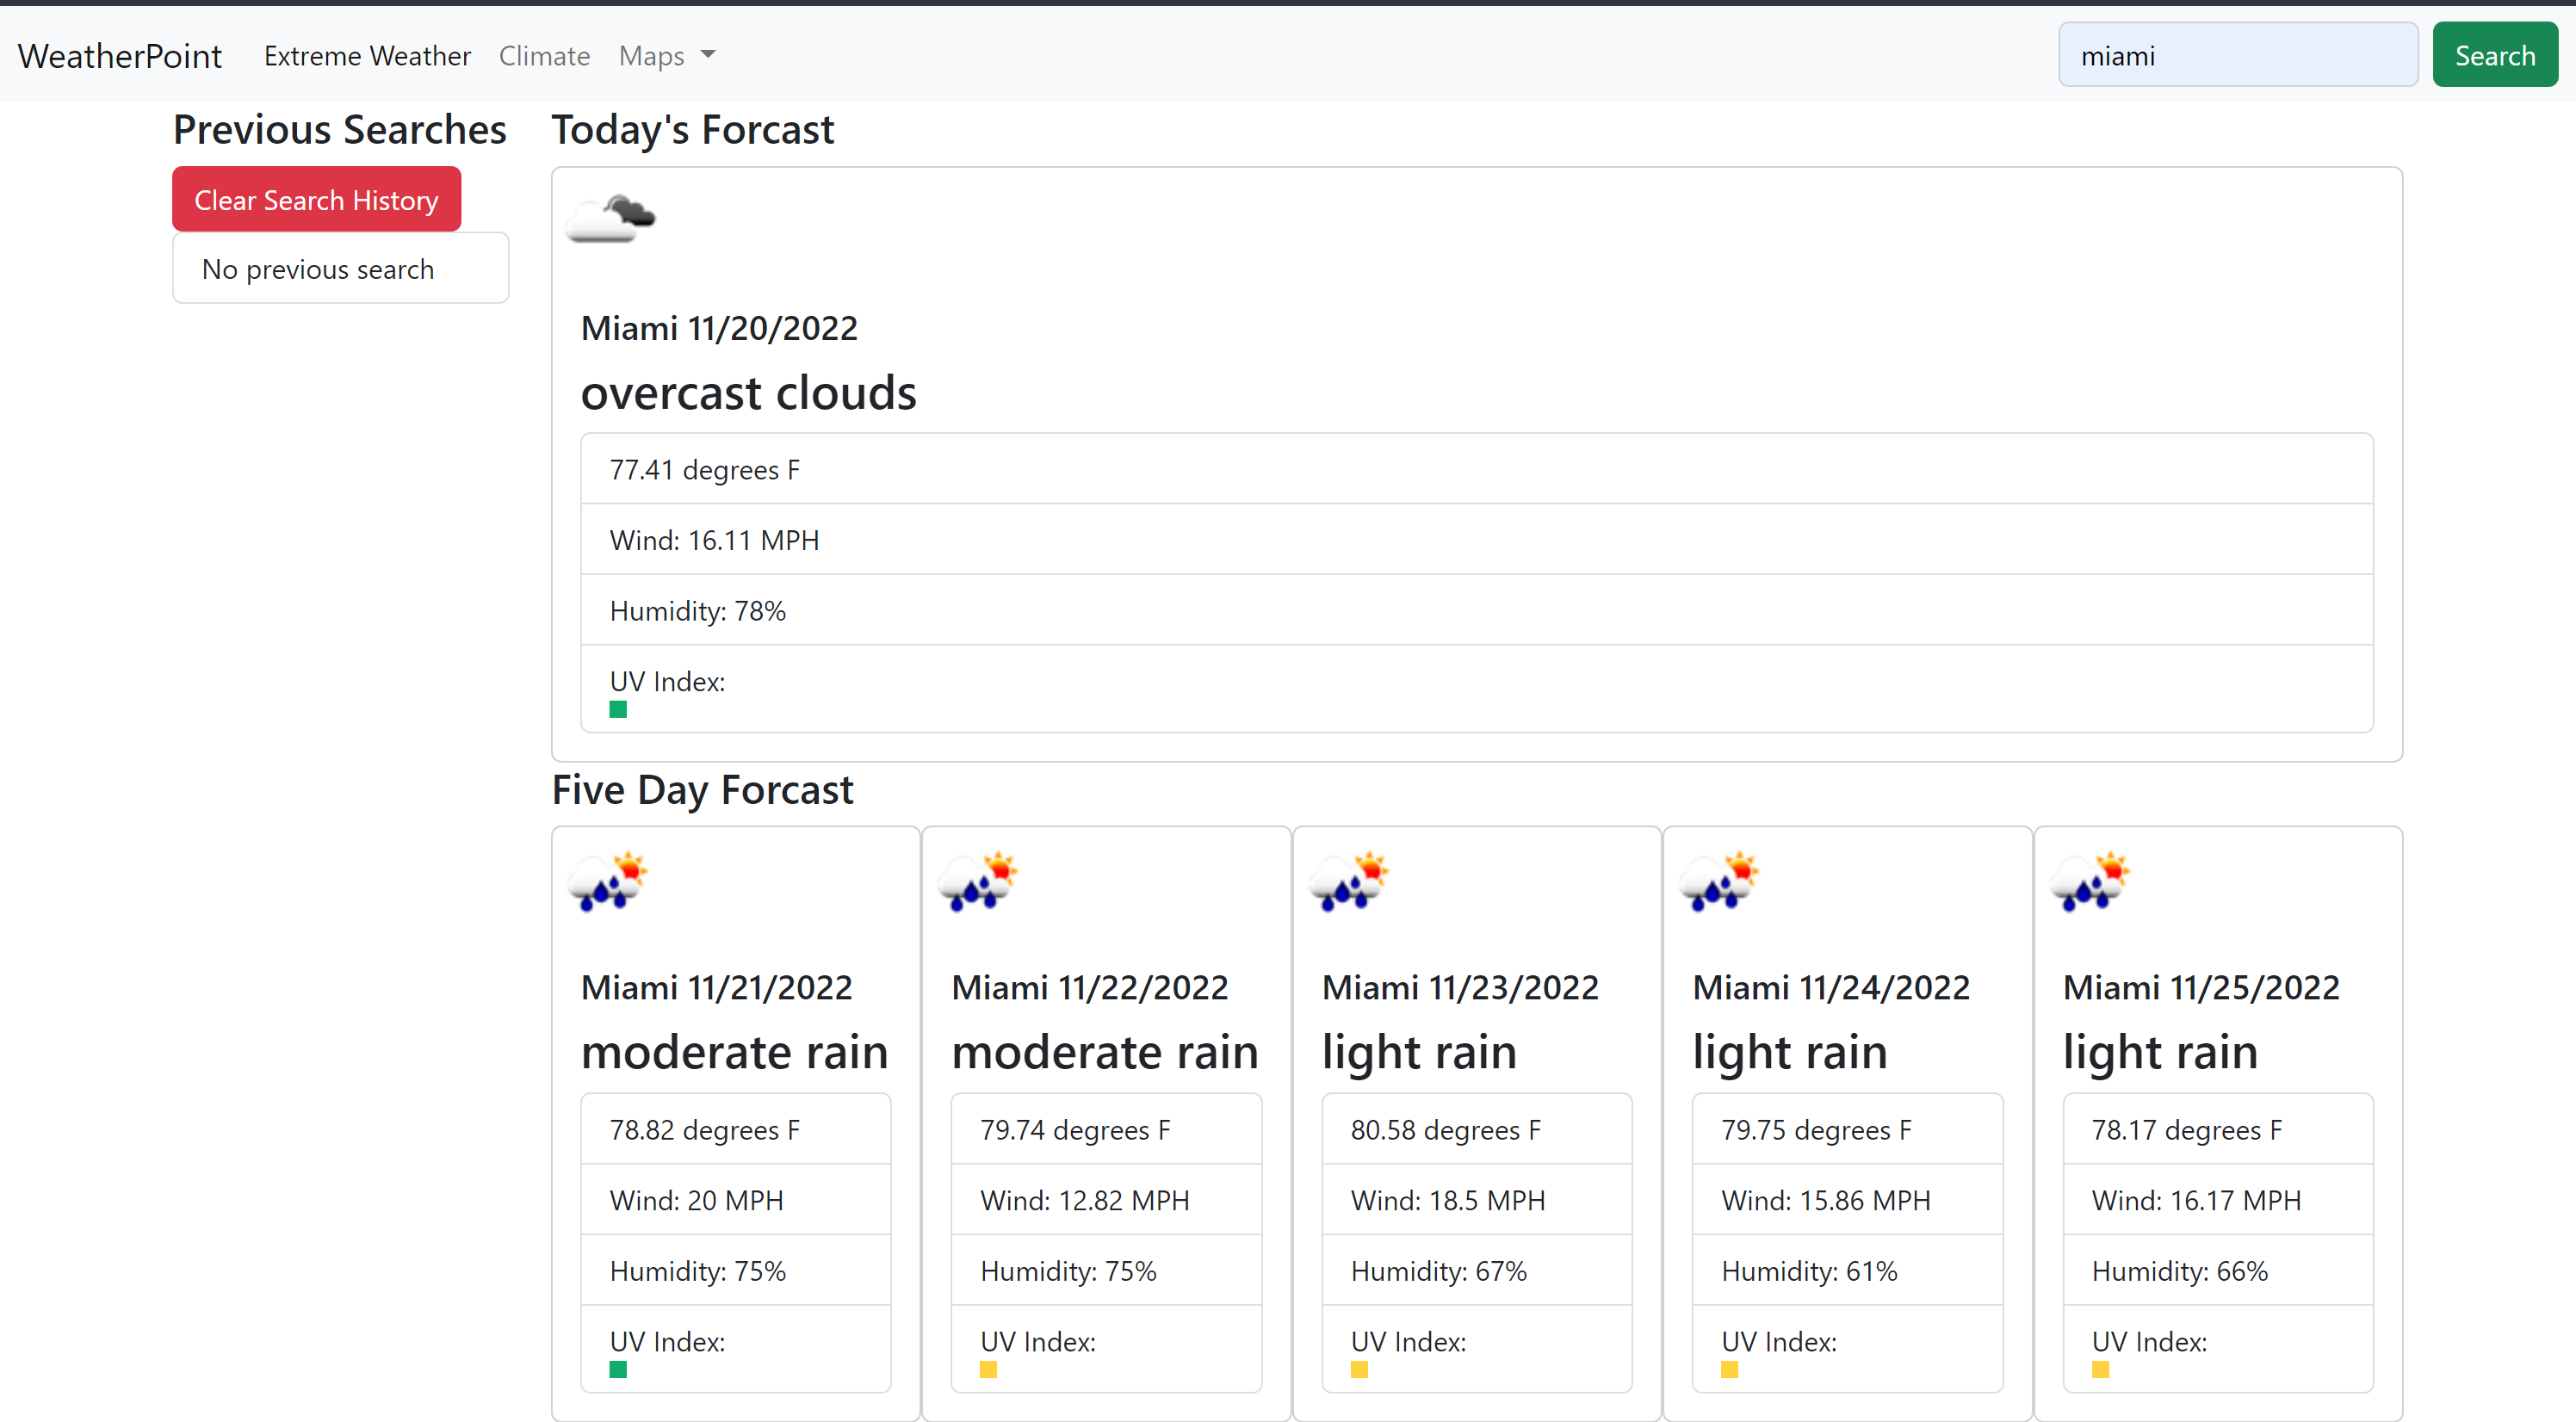 WeatherPoint Extreme Weather Climate Maps miami Search
Previous Searches
Clear Search History
No previous search
Today's Forcast
Miami 11/20/2022
overcast clouds
77.41 degrees F
Wind: 16.11 MPH
Humidity: 78%
UV Index:
Five Day Forcast
Miami 11/21/2022
moderate rain
78.82 degrees F
Wind: 20 MPH
Humidity: 75%
UV Index:
Miami 11/22/2022
moderate rain
79.74 degrees F
Wind: 12.82 MPH
Humidity: 75%
UV Index:
Miami 11/23/2022
light rain
80.58 degrees F
Wind: 18.5 MPH
Humidity: 67%
UV Index:
Miami 11/24/2022
light rain
79.75 degrees F
Wind: 15.86 MPH
Humidity: 61%
UV Index:
Miami 11/25/2022
light rain
78.17 degrees F
Wind: 16.17 MPH
Humidity: 66%
UV Index: